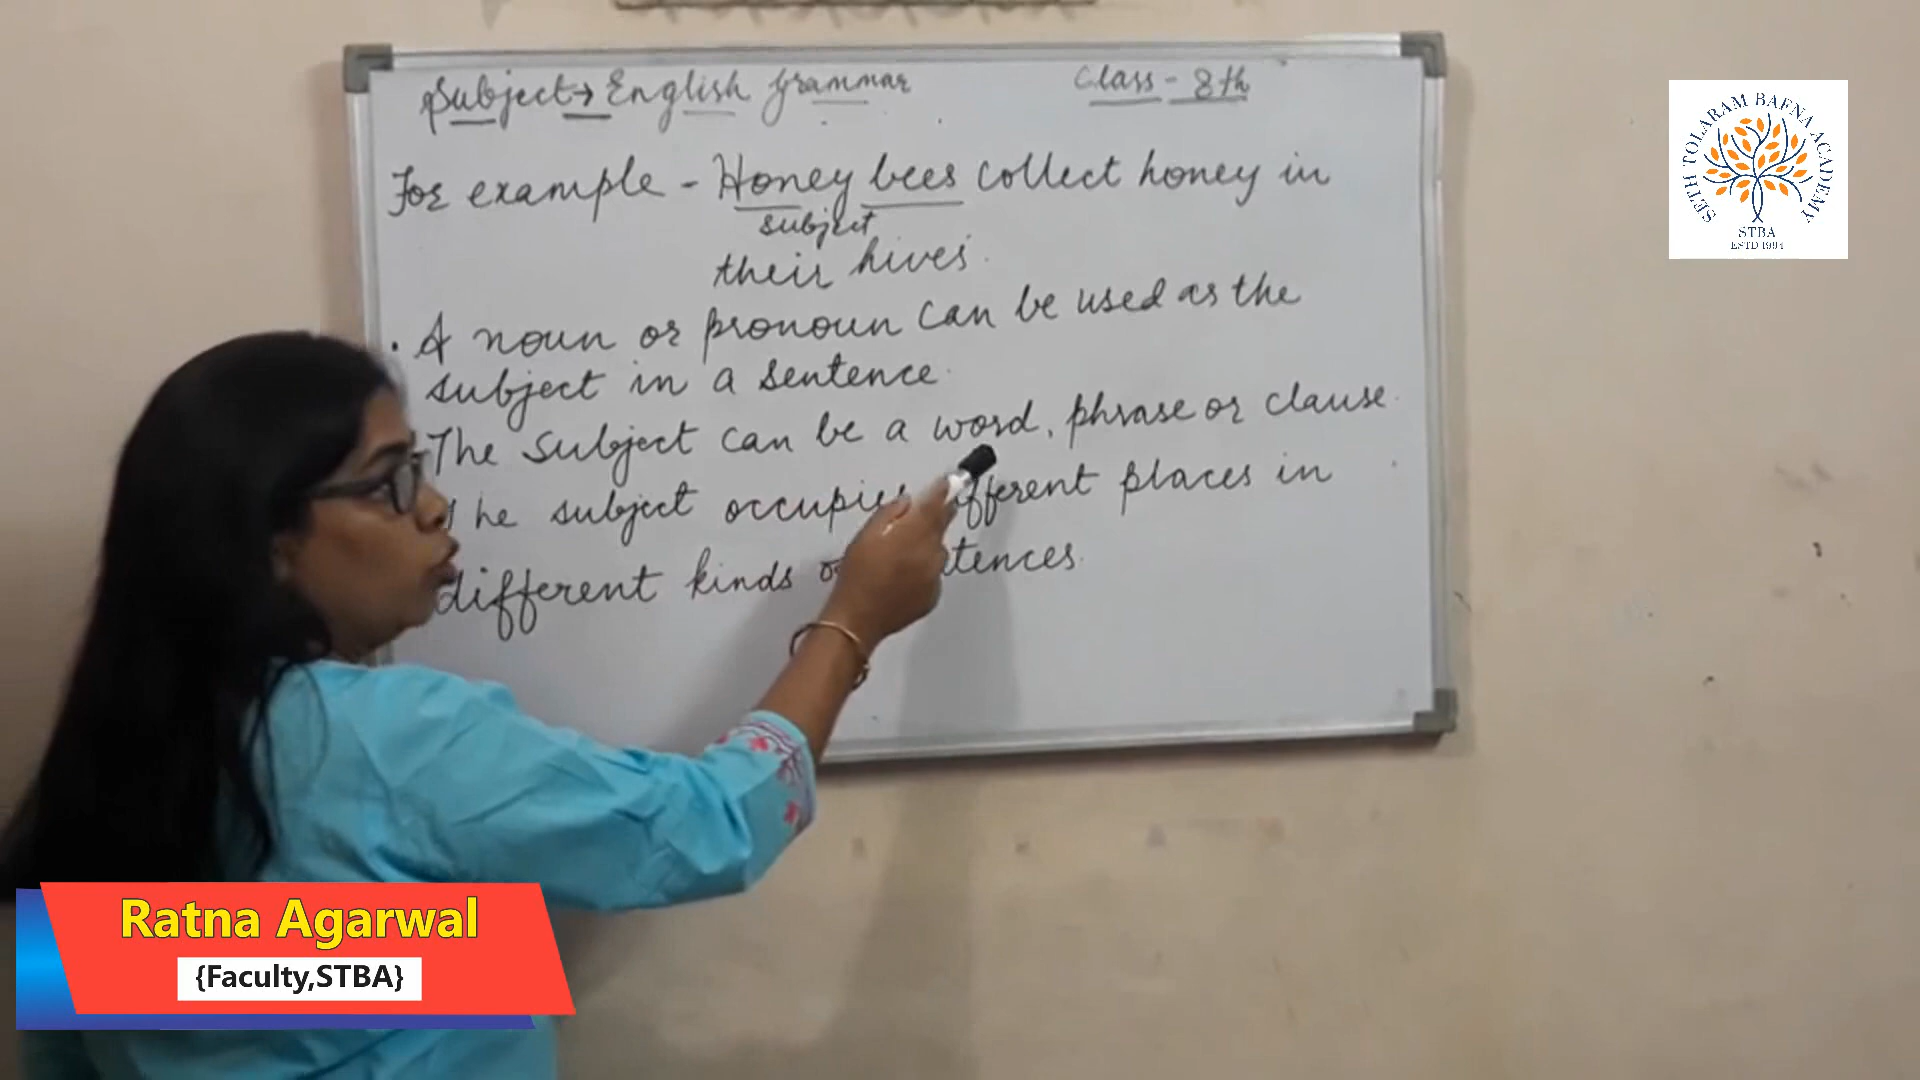 Subject → English Grammar
Class - 8th
For example - Honey bees collect honey in
subject
their hives.
. A noun or pronoun can be used as the
subject in a sentence.
The Subject can be a word, phrase or clause.
The subject occupies different places in
different kinds of sentences.
SETH TOLARAM BAFNA ACADEMY
STBA
ESTD 1994
Ratna Agarwal
{Faculty,STBA}